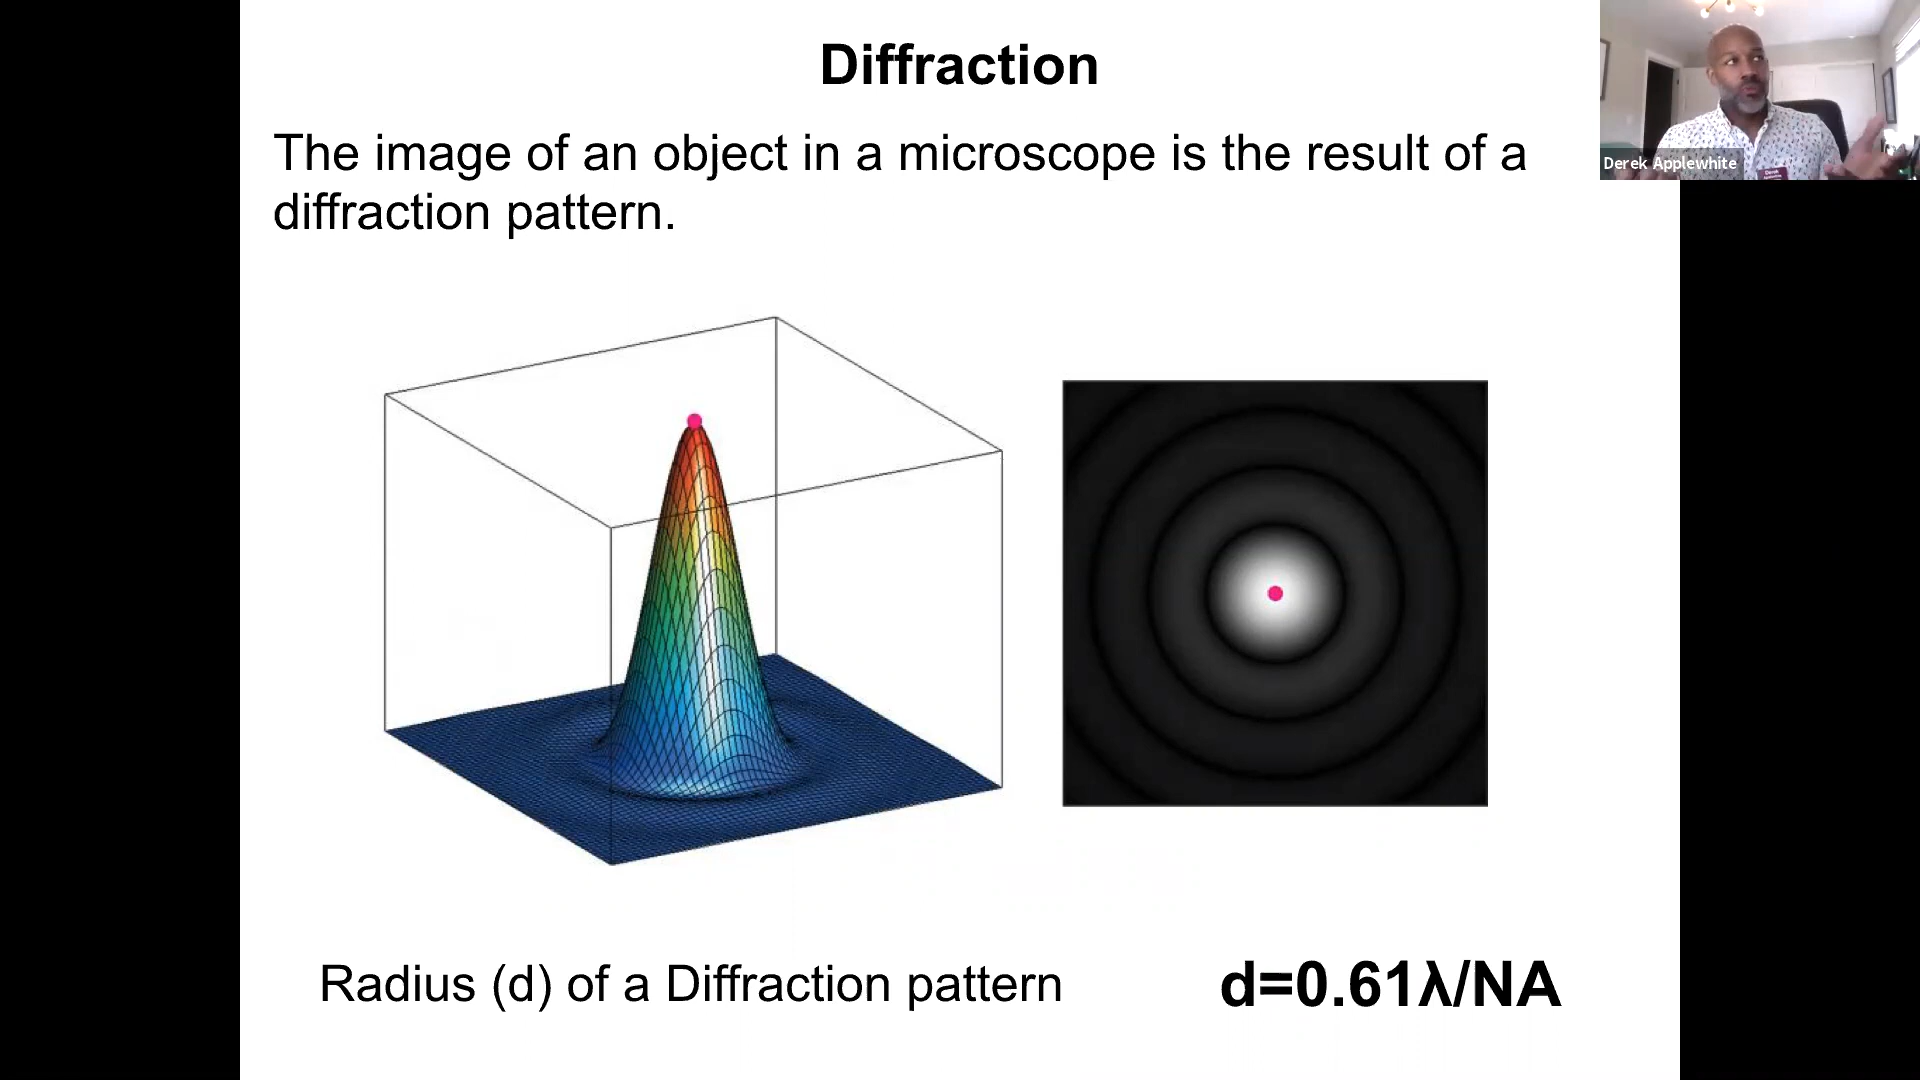 Diffraction
The image of an object in a microscope is the result of a
diffraction pattern.
Derek Applewhite
Derek
Radius (d) of a Diffraction pattern
d=0.61λ/NA